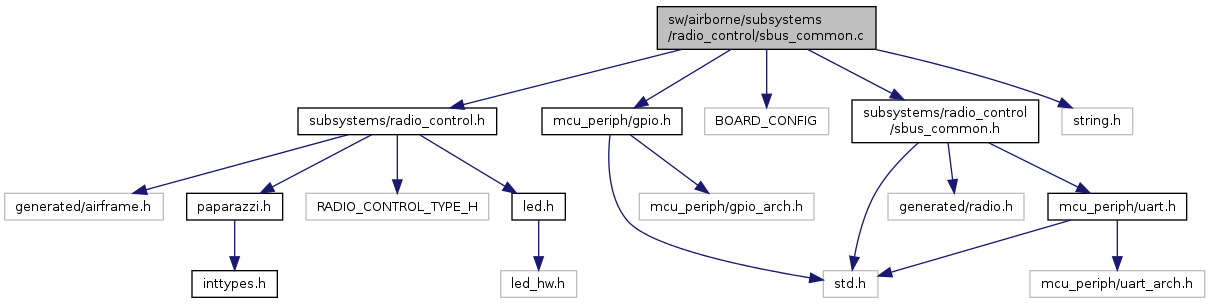 sw/airborne/subsystems
/radio_control/sbus_common.c
subsystems/radio_control.h
mcu_periph/gpio.h
BOARD_CONFIG
subsystems/radio_control
/sbus_common.h
string.h
generated/airframe.h
paparazzi.h
RADIO_CONTROL_TYPE_H
led.h
mcu_periph/gpio_arch.h
generated/radio.h
mcu_periph/uart.h
inttypes.h
led_hw.h
std.h
mcu_periph/uart_arch.h